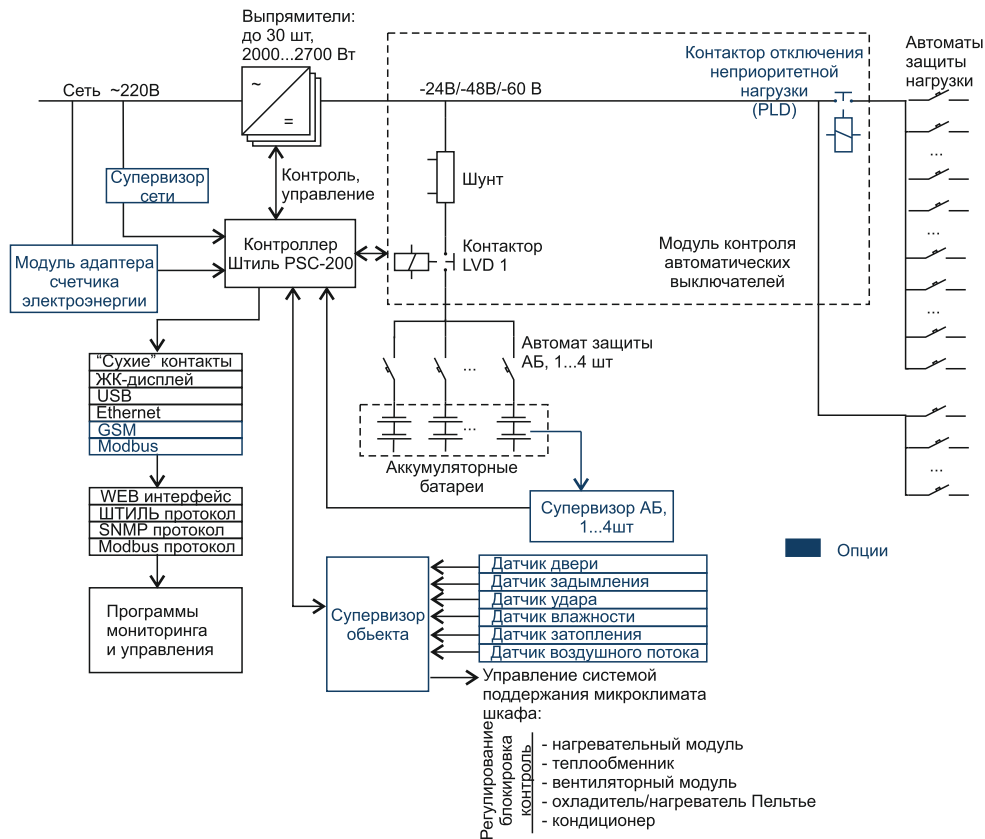 Выпрямители:
до 30 шт,
2000...2700 Вт
Сеть ~220В
~
=
-24В/-48В/-60 В
Контактор отключения
неприоритетной
нагрузки
(PLD)
Автоматы
защиты
нагрузки
Супервизор
сети
Контроль,
управление
Шунт
...
...
...
...
Модуль адаптера
счетчика
электроэнергии
Контроллер
Штиль PSC-200
Контактор
LVD 1
Модуль контроля
автоматических
выключателей
Автомат защиты
АБ, 1...4 шт
...
...
Аккумуляторные
батареи
“Сухие” контакты
ЖК-дисплей
USB
Ethernet
GSM
Modbus
WEB интерфейс
ШТИЛЬ протокол
SNMP протокол
Modbus протокол
Программы
мониторинга
и управления
Супервизор АБ,
1...4шт
Опции
Супервизор
обьекта
Датчик двери
Датчик задымления
Датчик удара
Датчик влажности
Датчик затопления
Датчик воздушного потока
Управление системой
поддержания микроклимата
шкафа:
Регулирование
блокировка
контроль
- нагревательный модуль
- теплообменник
- вентиляторный модуль
- охладитель/нагреватель Пельтье
- кондиционер